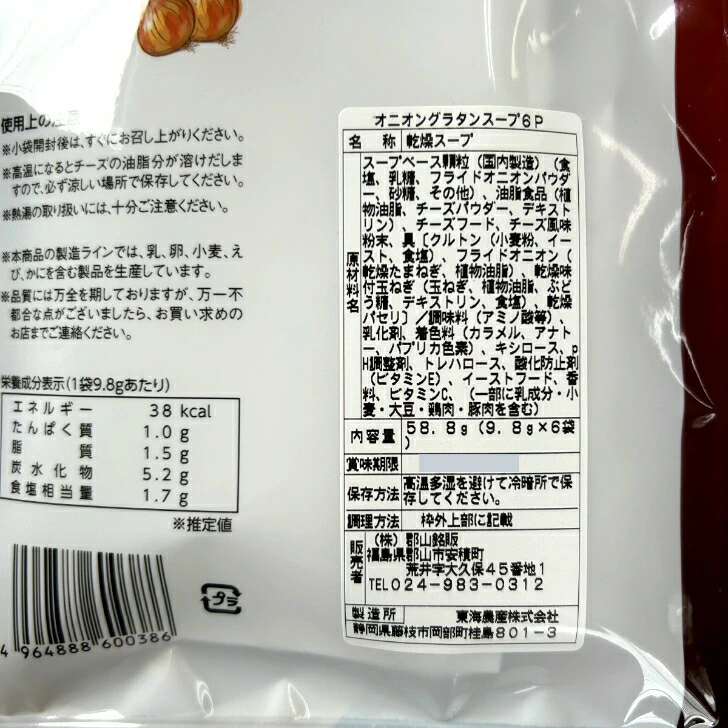 使用上の注意
※小袋開封後は、すぐにお召し上がりください。
※高温になるとチーズの油脂分が溶けだしま
すので、必ず涼しい場所で保存してください。
※熱湯の取り扱いには、十分ご注意ください。
※本商品の製造ラインでは、乳、卵、小麦、え
び、かにを含む製品を生産しています。
※品質には万全を期しておりますが、万一不
都合な点がございましたら、お買い求めの
お店までご連絡ください。
栄養成分表示(1袋9.8gあたり)
エネルギー 38 kcal
たんぱく質 1.0 g
脂質 1.5 g
炭水化物 5.2 g
食塩相当量 1.7 g
※推定値
4 964888 600386
プラ
オニオングラタンスープ6P
名称 乾燥スープ
原材料名
スープベース顆粒(国内製造)(食
塩、乳糖、フライドオニオンパウダ
ー、砂糖、その他)、油脂食品(植
物油脂、チーズパウダー、デキスト
リン)、チーズフード、チーズ風味
粉末、具〔クルトン(小麦粉、イー
スト、食塩)、フライドオニオン(
乾燥たまねぎ、植物油脂)、乾燥味
付玉ねぎ(玉ねぎ、植物油脂、ぶど
う糖、デキストリン、食塩)、乾燥
パセリ〕/調味料(アミノ酸等)、
乳化剤、着色料(カラメル、アナト
ー、パプリカ色素)、キシロース、p
H調整剤、トレハロース、酸化防止剤
(ビタミンE)、イーストフード、香
料、ビタミンC、(一部に乳成分・小
麦・大豆・鶏肉・豚肉を含む)
内容量 58.8g(9.8g×6袋
)
賞味期限
保存方法 高温多湿を避けて冷暗所で保
存してください。
調理方法 枠外上部に記載
販売者 (株)郡山銘販
福島県郡山市安積町
荒井字大久保45番地1
TEL024-983-0312
製造所 東海農産株式会社
静岡県藤枝市岡部町桂島801-3